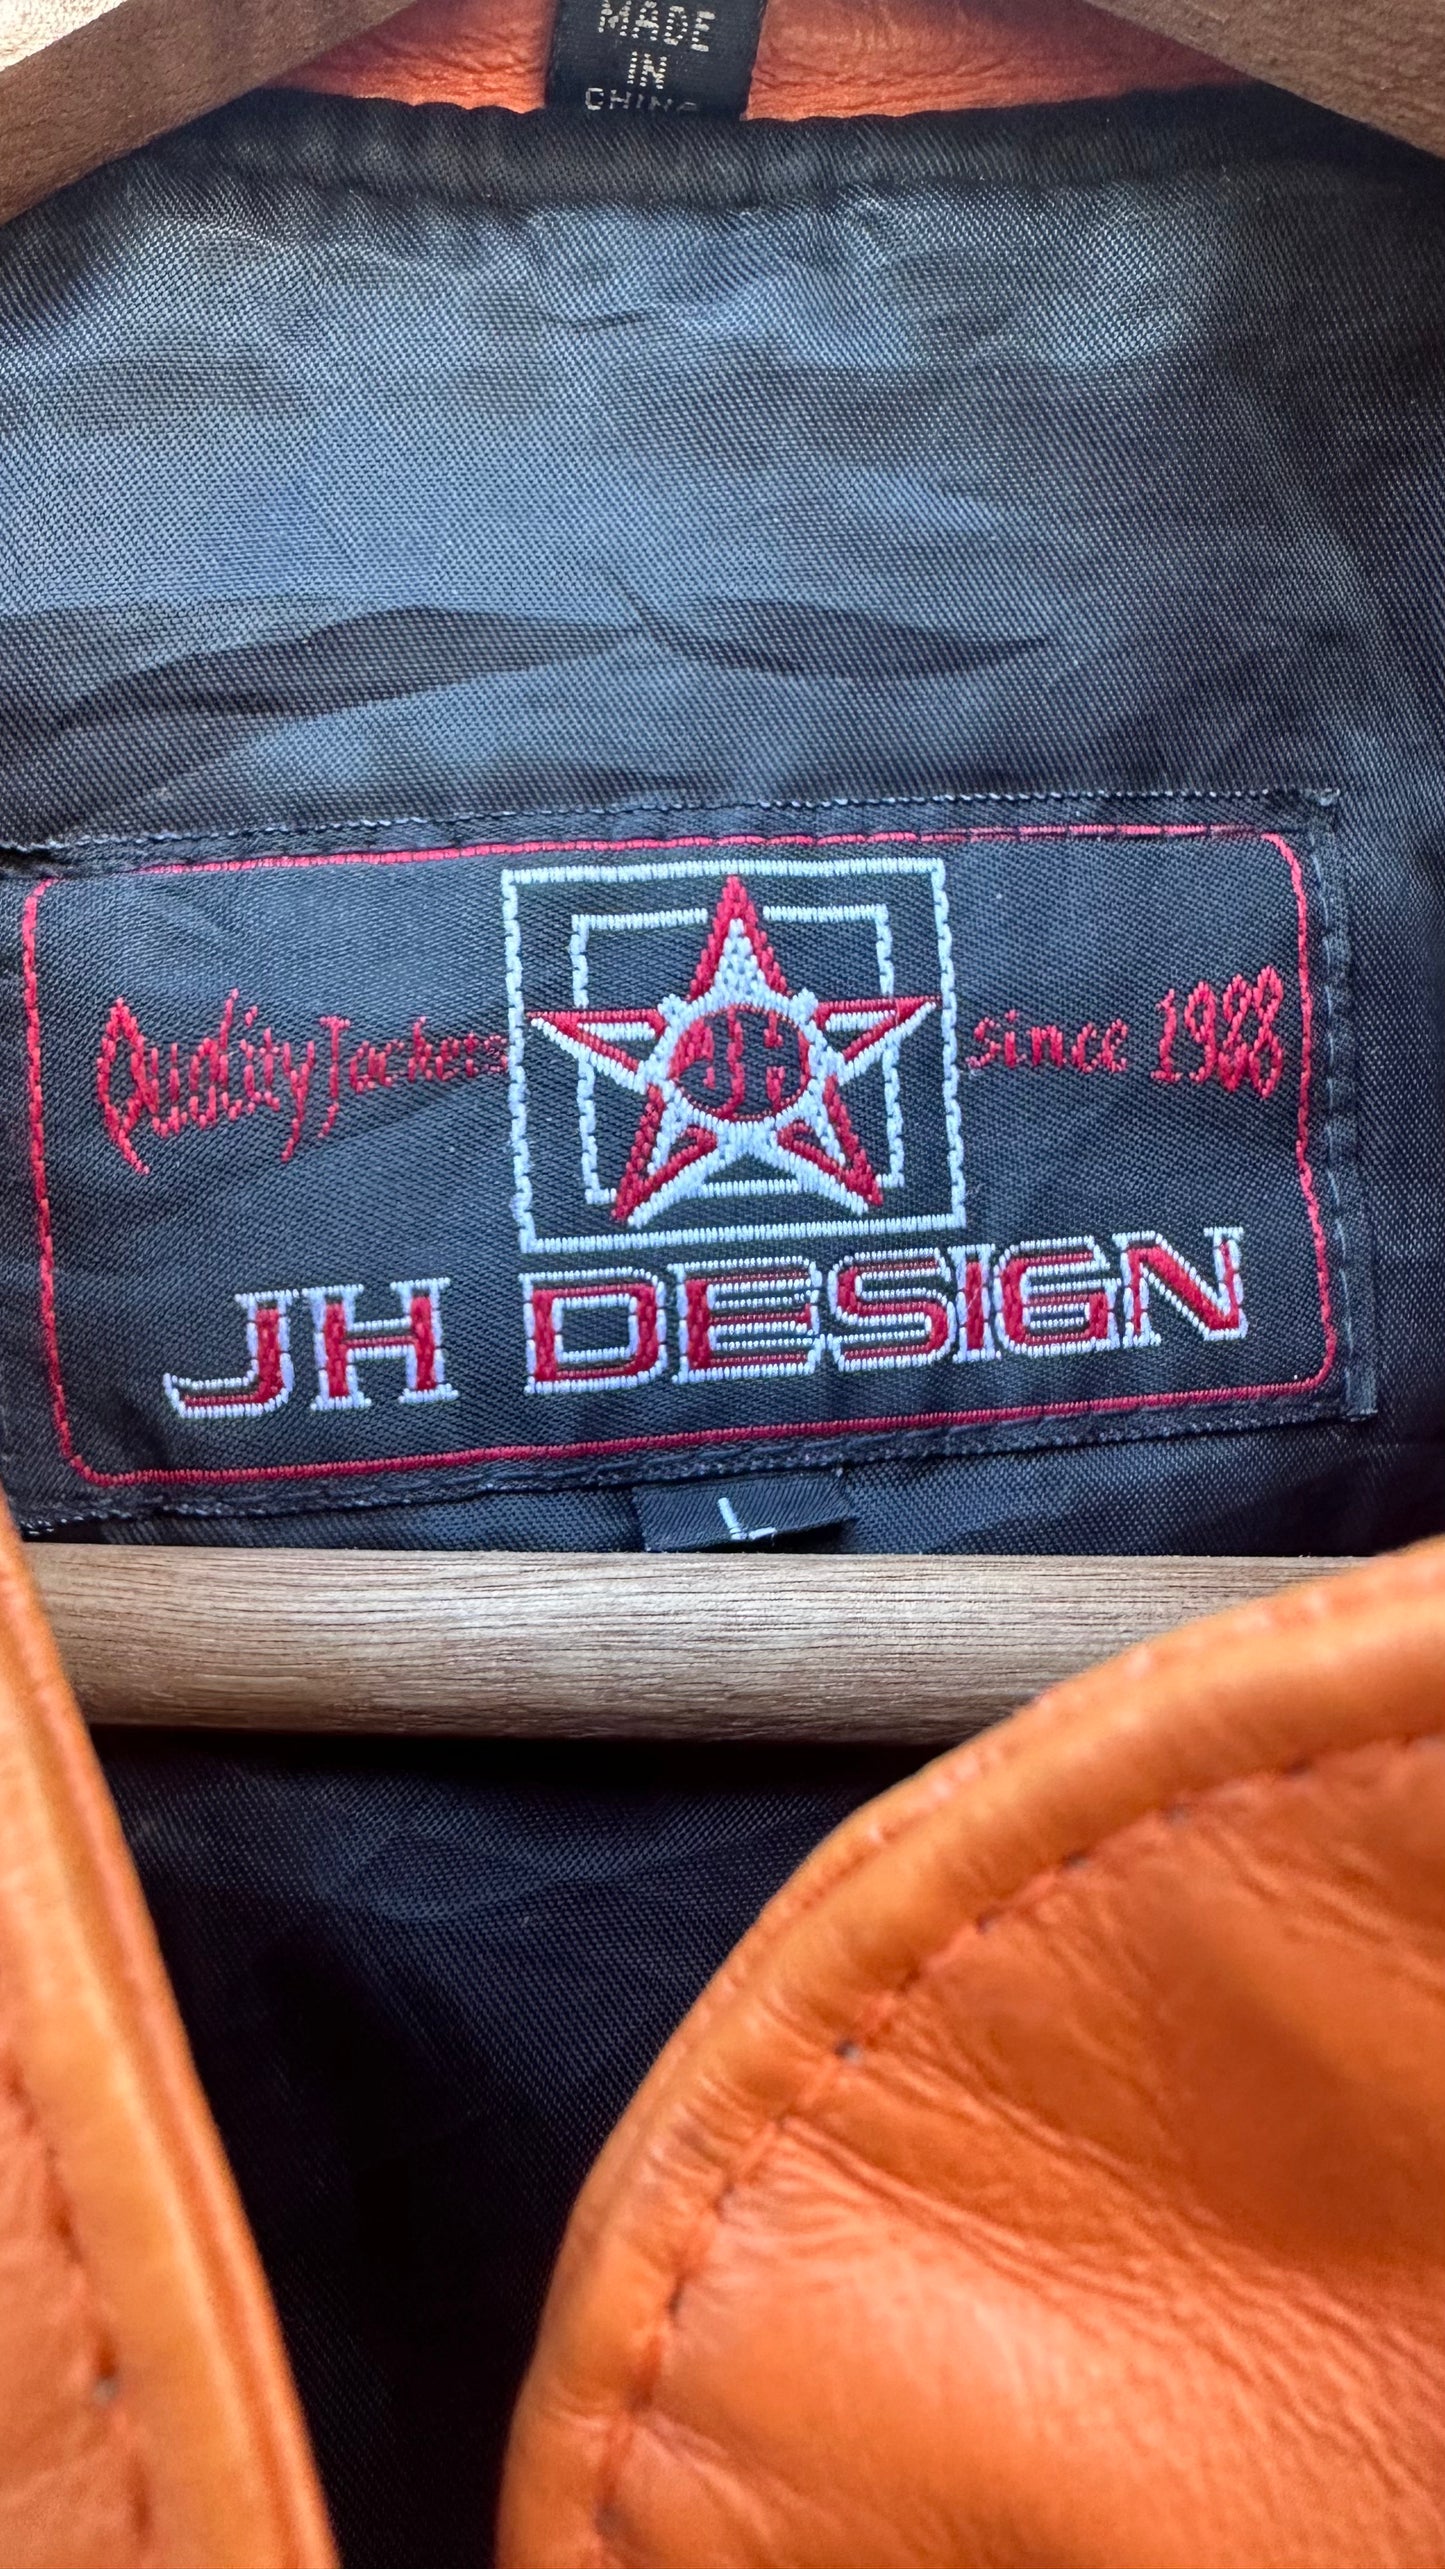 MADE
IN
CHINA
Quality Jackets since 1988
JH
JH DESIGN
L